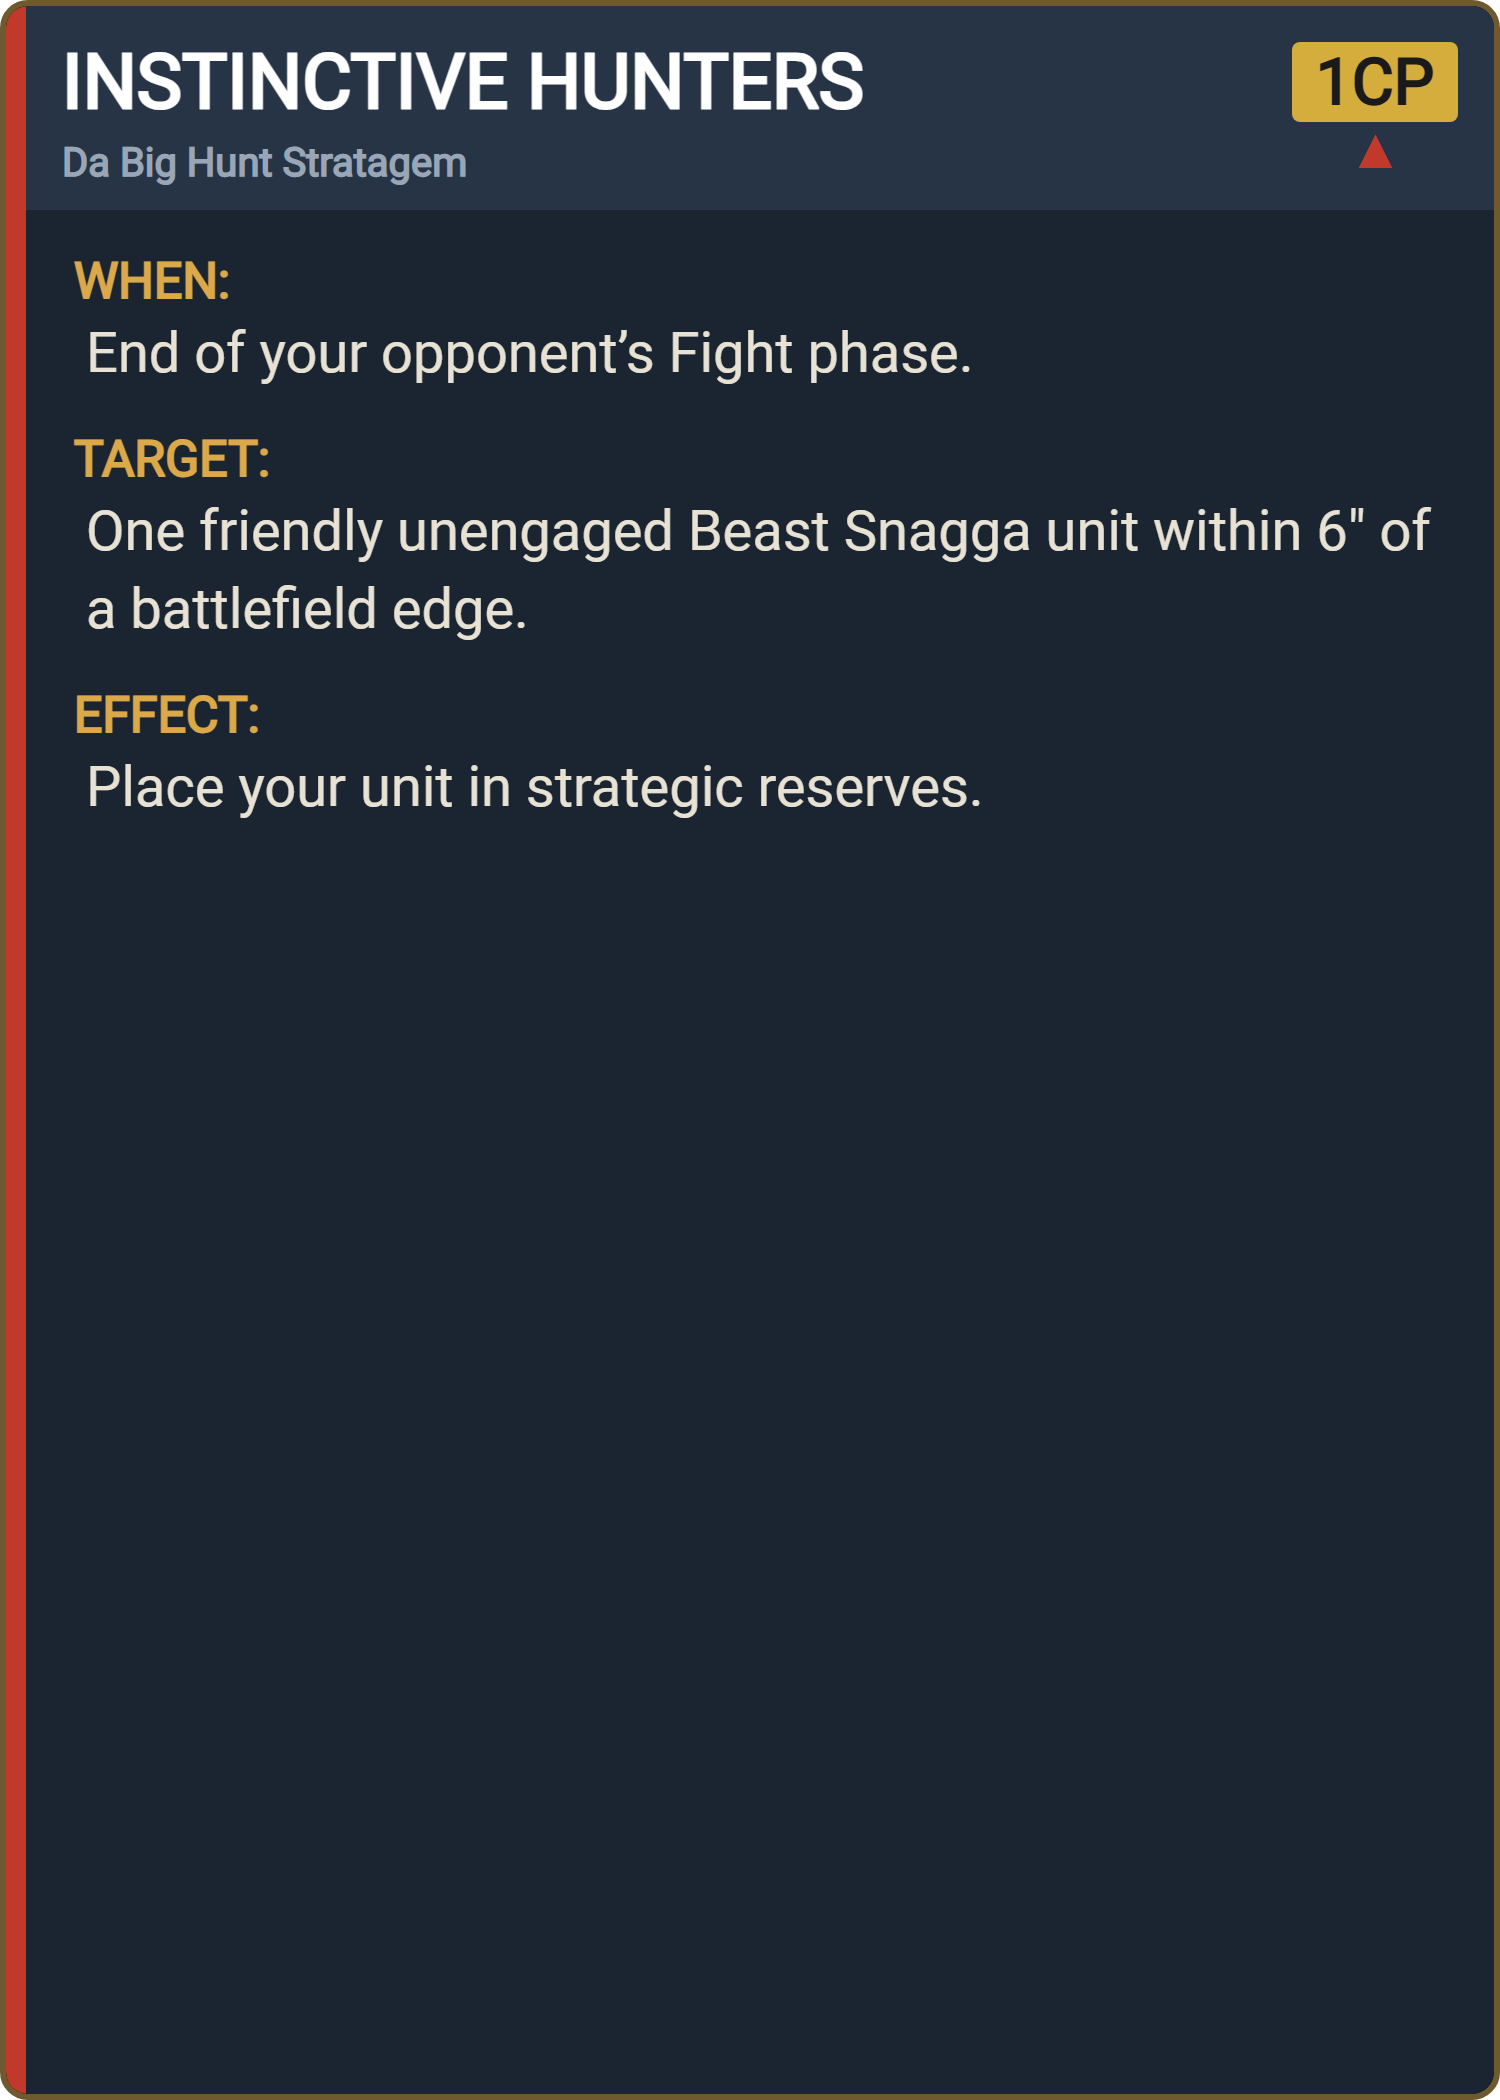 INSTINCTIVE HUNTERS
1CP
Da Big Hunt Stratagem
WHEN:
End of your opponent’s Fight phase.
TARGET:
One friendly unengaged Beast Snagga unit within 6" of
a battlefield edge.
EFFECT:
Place your unit in strategic reserves.